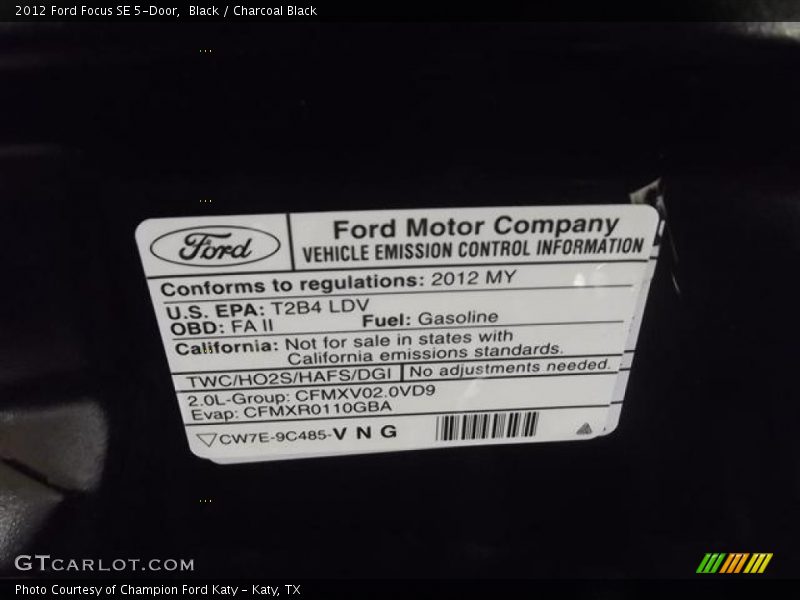 2012 Ford Focus SE 5-Door, Black / Charcoal Black
Ford
Ford Motor Company
VEHICLE EMISSION CONTROL INFORMATION
Conforms to regulations: 2012 MY
U.S. EPA: T2B4 LDV
OBD: FA II Fuel: Gasoline
California: Not for sale in states with
California emissions standards.
TWC/HO2S/HAFS/DGI No adjustments needed.
2.0L-Group: CFMXV02.0VD9
Evap: CFMXR0110GBA
CW7E-9C485-V N G
GTCARLOT.COM
Photo Courtesy of Champion Ford Katy - Katy, TX